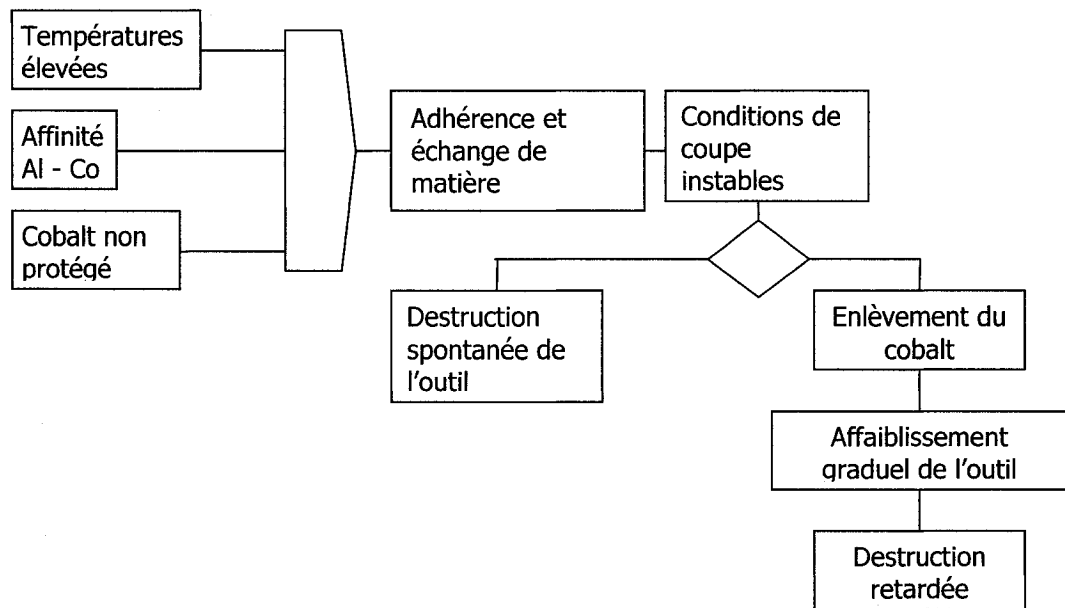 Températures
élevées
Affinité
Al - Co
Cobalt non
protégé
Adhérence et
échange de
matière
Conditions de
coupe
instables
Destruction
spontanée de
l'outil
Enlèvement du
cobalt
Affaiblissement
graduel de l'outil
Destruction
retardée